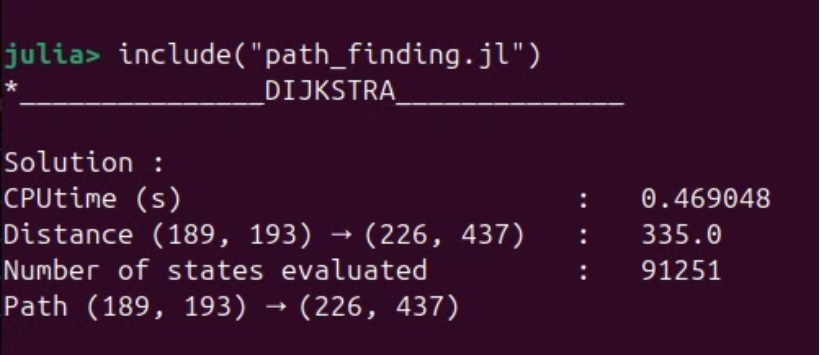 julia> include("path_finding.jl")
*_______________DIJKSTRA______________
Solution :
CPUtime (s) : 0.469048
Distance (189, 193) → (226, 437) : 335.0
Number of states evaluated : 91251
Path (189, 193) → (226, 437)